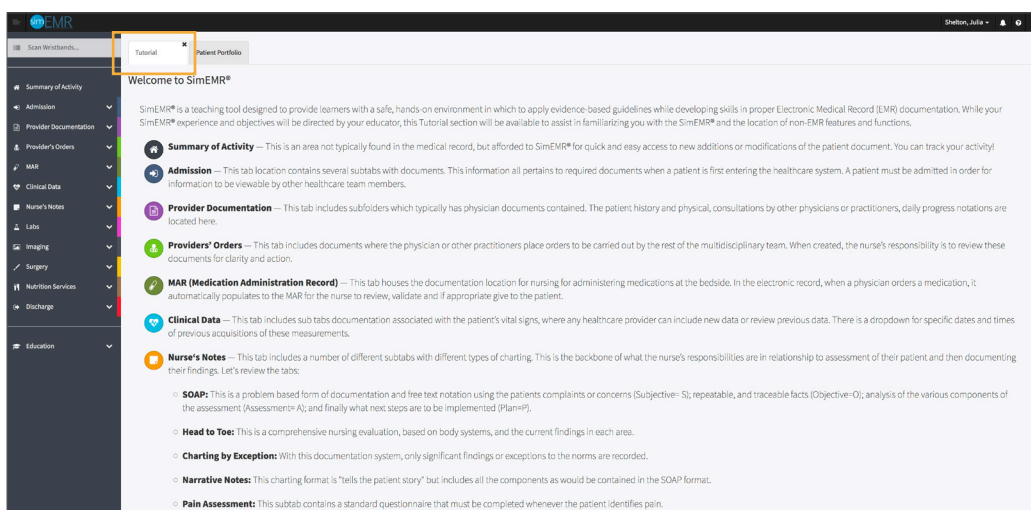 simEMR
Shelton, Julia
Scan Wristbands...
Tutorial
Patient Portfolio
Summary of Activity
Admission
Provider Documentation
Provider's Orders
MAR
Clinical Data
Nurse's Notes
Labs
Imaging
Surgery
Nutrition Services
Discharge
Education
Welcome to SimEMR®
SimEMR® is a teaching tool designed to provide learners with a safe, hands-on environment in which to apply evidence-based guidelines while developing skills in proper Electronic Medical Record (EMR) documentation. While your
SimEMR® experience and objectives will be directed by your educator, this Tutorial section will be available to assist in familiarizing you with the SimEMR® and the location of non-EMR features and functions.
Summary of Activity — This is an area not typically found in the medical record, but afforded to SimEMR® for quick and easy access to new additions or modifications of the patient document. You can track your activity!
Admission — This tab location contains several subtabs with documents. This information all pertains to required documents when a patient is first entering the healthcare system. A patient must be admitted in order for
information to be viewable by other healthcare team members.
Provider Documentation — This tab includes subfolders which typically has physician documents contained. The patient history and physical, consultations by other physicians or practitioners, daily progress notations are
located here.
Providers' Orders — This tab includes documents where the physician or other practitioners place orders to be carried out by the rest of the multidisciplinary team. When created, the nurse's responsibility is to review these
documents for clarity and action.
MAR (Medication Administration Record) — This tab houses the documentation location for nursing for administering medications at the bedside. In the electronic record, when a physician orders a medication, it
automatically populates to the MAR for the nurse to review, validate and if appropriate give to the patient.
Clinical Data — This tab includes sub tabs documentation associated with the patient's vital signs, where any healthcare provider can include new data or review previous data. There is a dropdown for specific dates and times
of previous acquisitions of these measurements.
Nurse's Notes — This tab includes a number of different subtabs with different types of charting. This is the backbone of what the nurse's responsibilities are in relationship to assessment of their patient and then documenting
their findings. Let's review the tabs:
SOAP: This is a problem based form of documentation and free text notation using the patients complaints or concerns (Subjective= S); repeatable, and traceable facts (Objective=O); analysis of the various components of
the assessment (Assessment= A); and finally what next steps are to be implemented (Plan=P).
Head to Toe: This is a comprehensive nursing evaluation, based on body systems, and the current findings in each area.
Charting by Exception: With this documentation system, only significant findings or exceptions to the norms are recorded.
Narrative Notes: This charting format is "tells the patient story" but includes all the components as would be contained in the SOAP format.
Pain Assessment: This subtab contains a standard questionnaire that must be completed whenever the patient identifies pain.